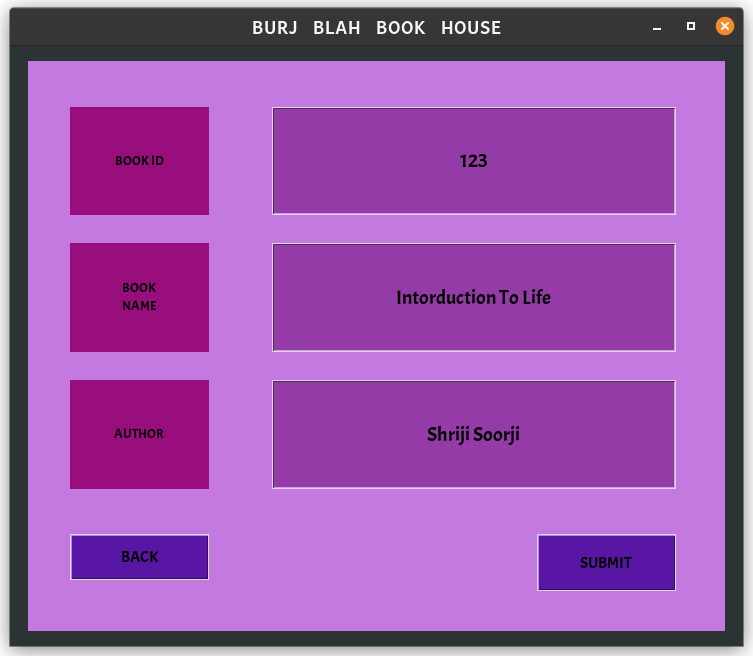 BURJ BLAH BOOK HOUSE
BOOK ID
123
BOOK
NAME
Intorduction To Life
AUTHOR
Shriji Soorji
BACK
SUBMIT